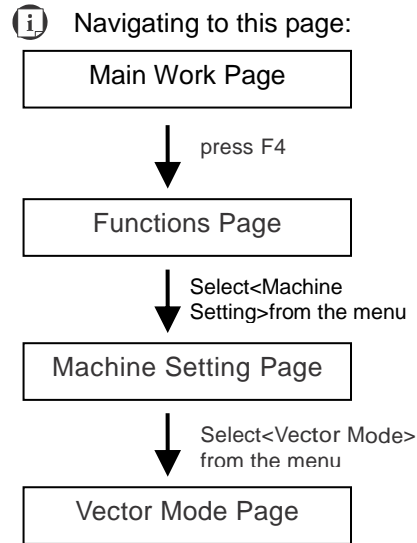 Navigating to this page:
Main Work Page
press F4
Functions Page
Select<Machine
Setting>from the menu
Machine Setting Page
Select<Vector Mode>
from the menu
Vector Mode Page